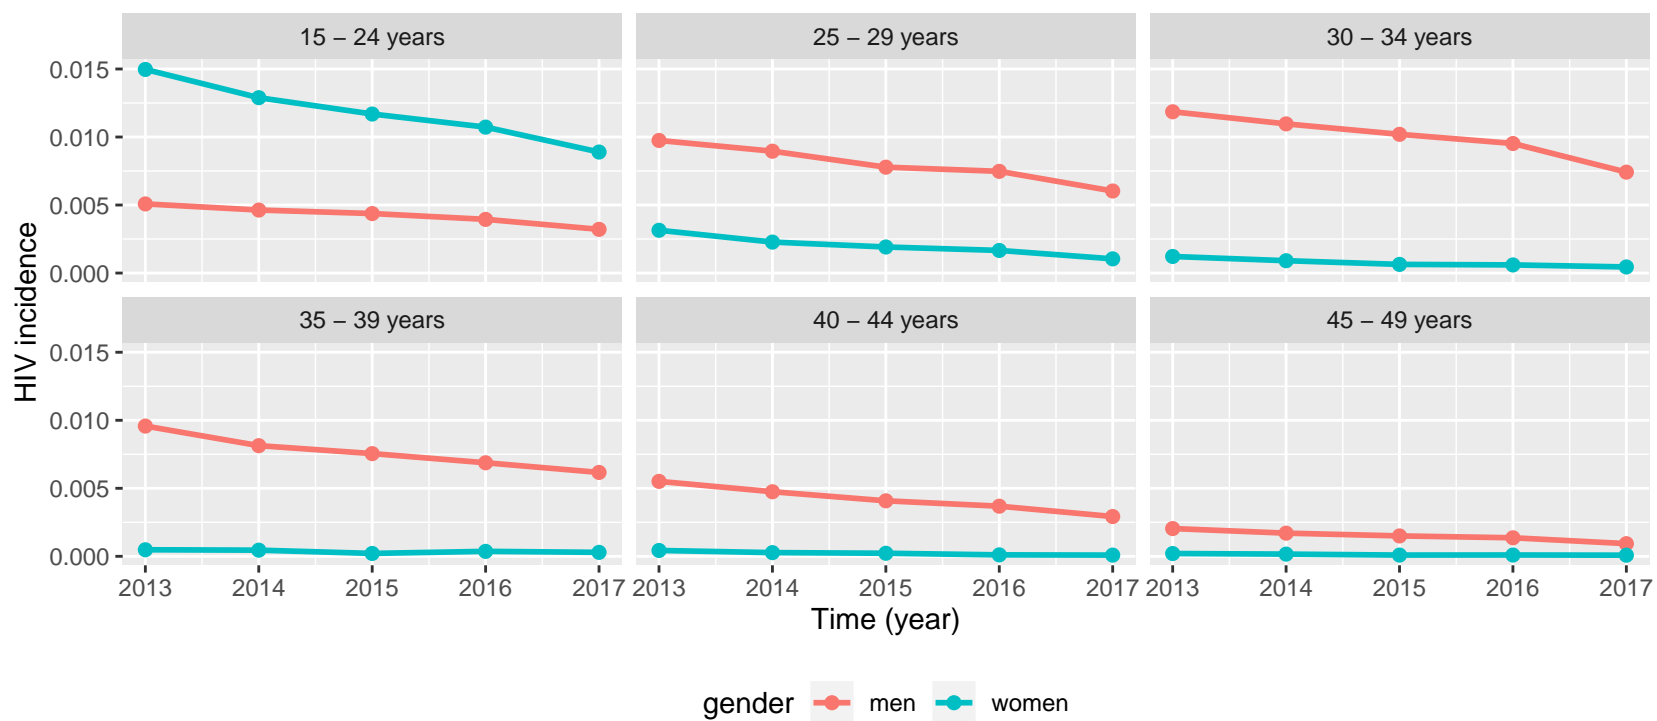 15 – 24 years
25 – 29 years
30 – 34 years
0.015
0.010
0.005
0.000
HIV incidence
35 – 39 years
40 – 44 years
45 – 49 years
0.015
0.010
0.005
0.000
2013 2014 2015 2016 2017
2013 2014 2015 2016 2017
2013 2014 2015 2016 2017
Time (year)
gender men women